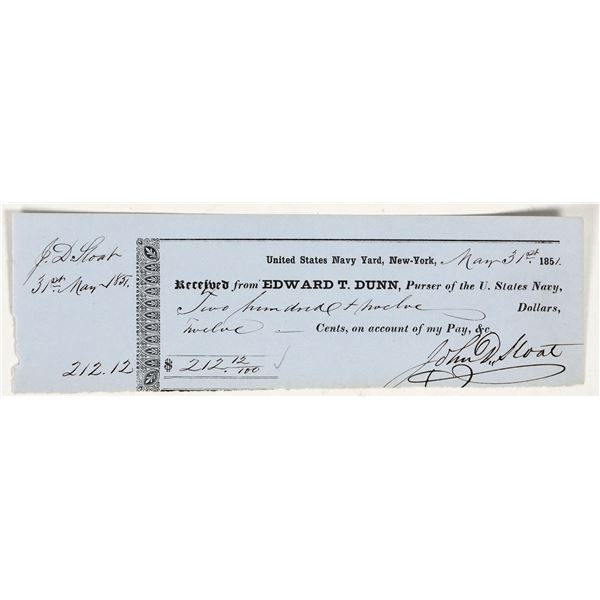 J. D. Sloat
31st May 1851.
212.12
United States Navy Yard, New-York, May 31st 1851.
Received from EDWARD T. DUNN, Purser of the U. States Navy,
Two hundred & twelve Dollars,
twelve — Cents, on account of my Pay, &c
$ 212. 12/100
John D. Sloat